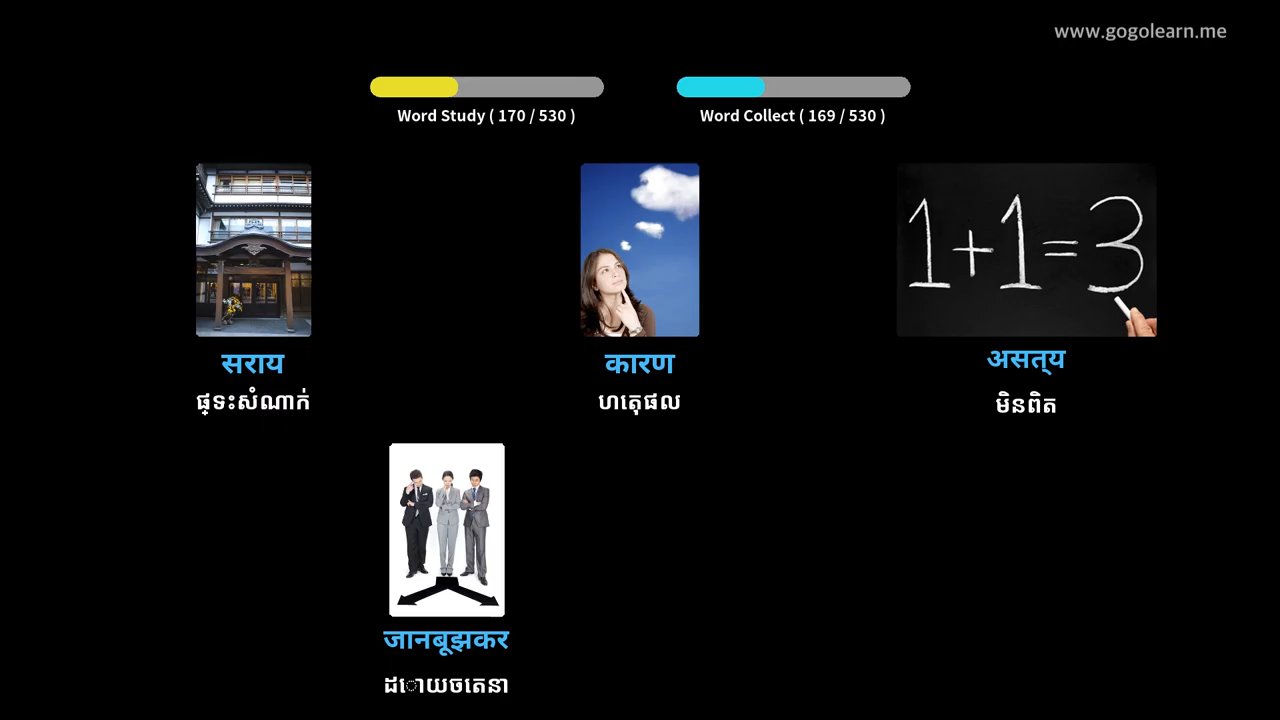 www.gogolearn.me
Word Study ( 170 / 530 )
Word Collect ( 169 / 530 )
1+1=3
सराय
कारण
असत्य
ផ្ទះសំណាក់
ហេតុផល
មិនពិត
जानबूझकर
ដោយចេតនា